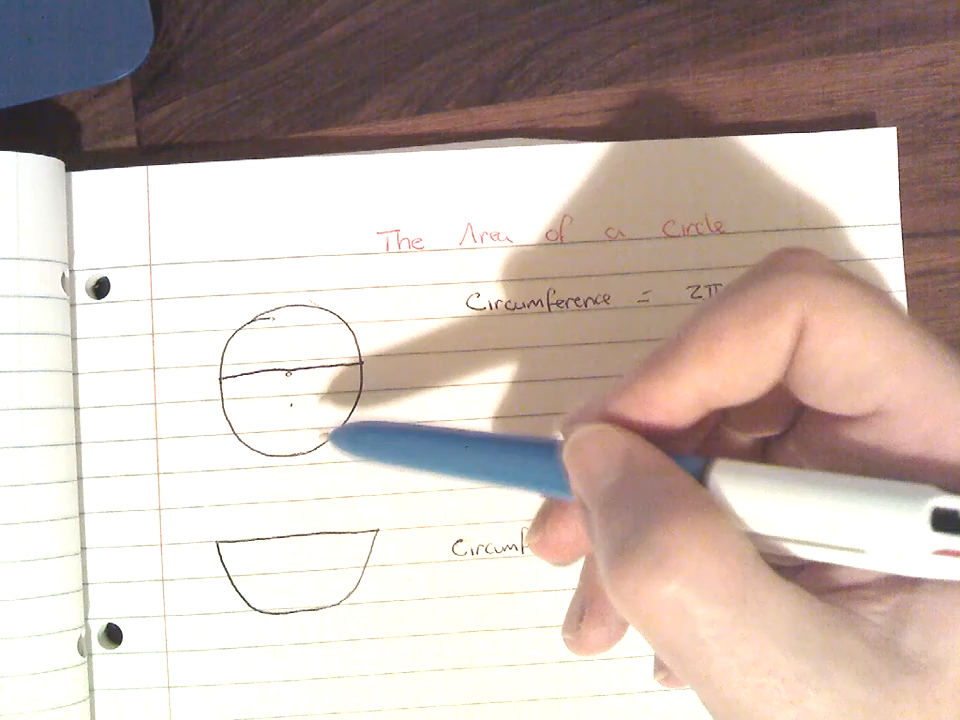 The Area of a Circle
Circumference = 2π
Circumf